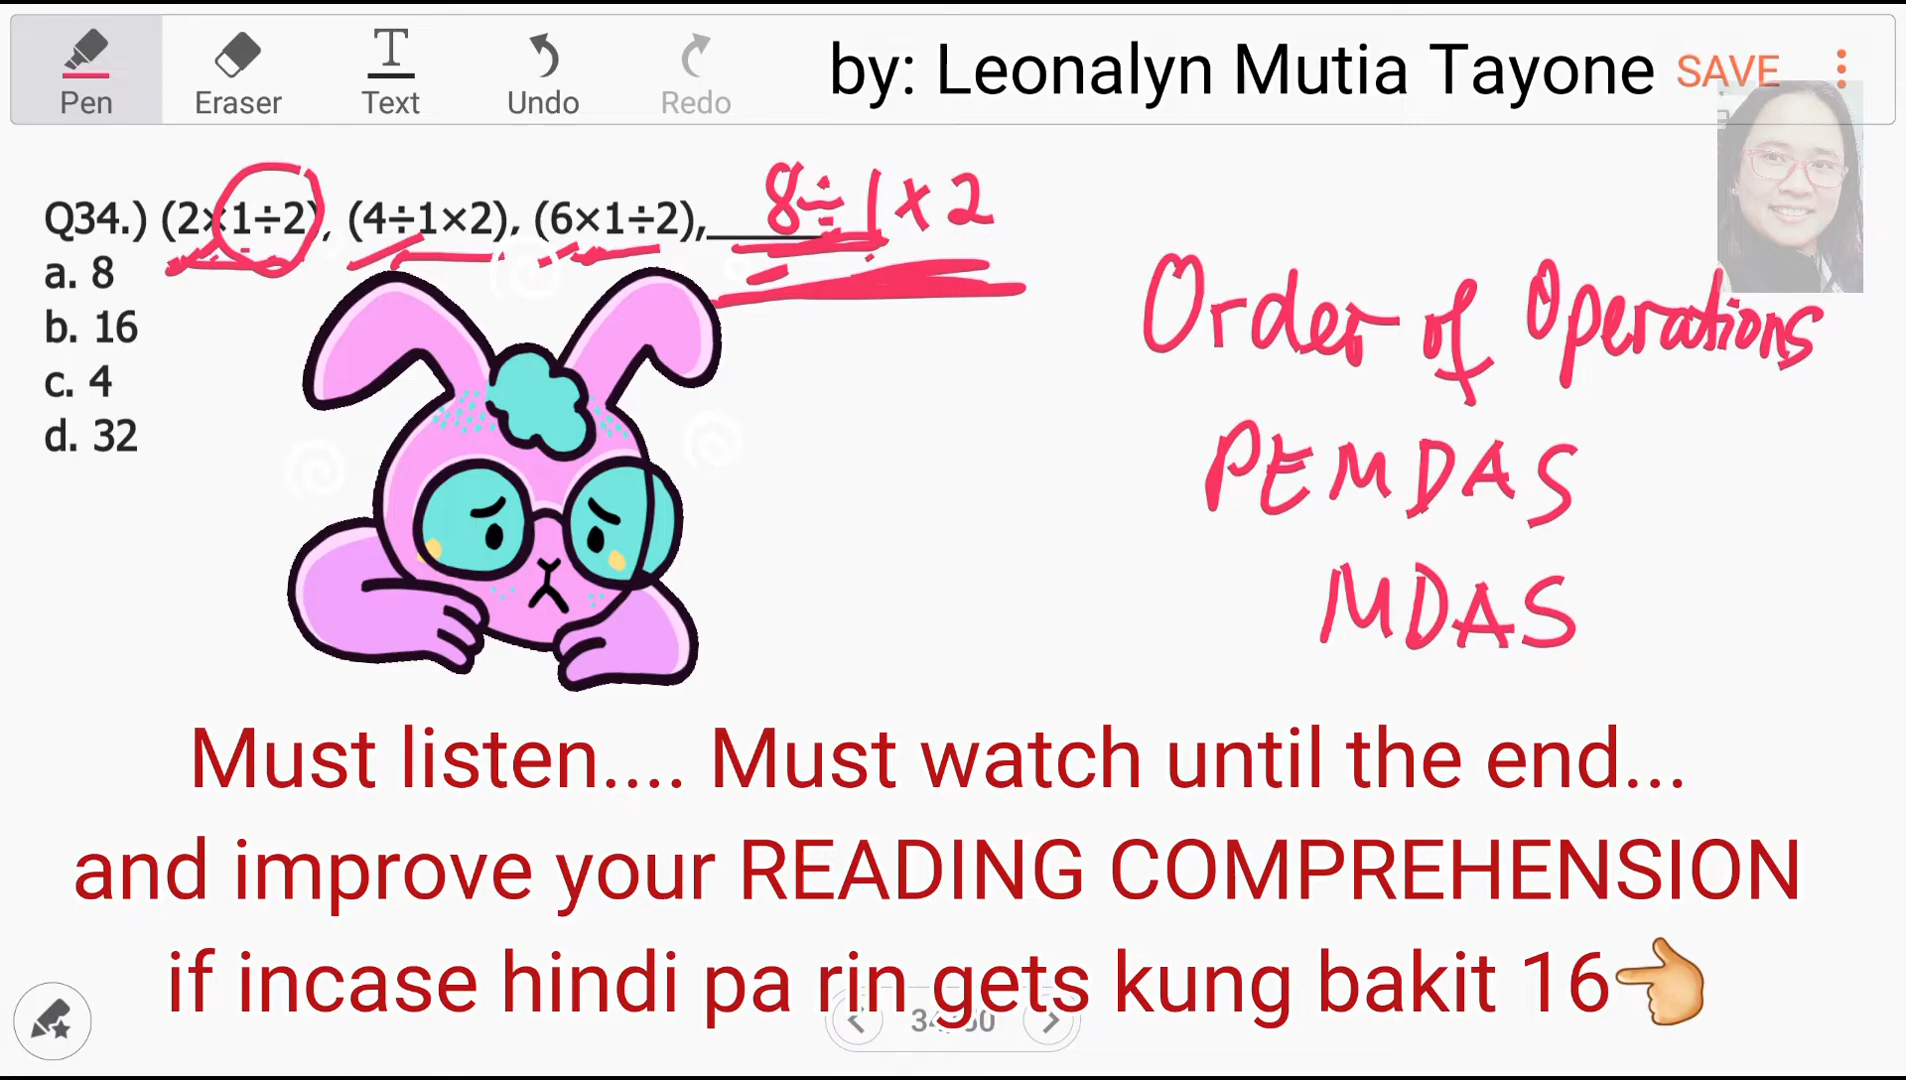 Pen
Eraser
Text
Undo
Redo
by: Leonalyn Mutia Tayone
SAVE
Q34.) (2×1÷2), (4÷1×2), (6×1÷2),______ 8÷1×2
a. 8
b. 16
c. 4
d. 32
Order of Operations
PEMDAS
MDAS
Must listen.... Must watch until the end...
and improve your READING COMPREHENSION
if incase hindi pa rin gets kung bakit 16